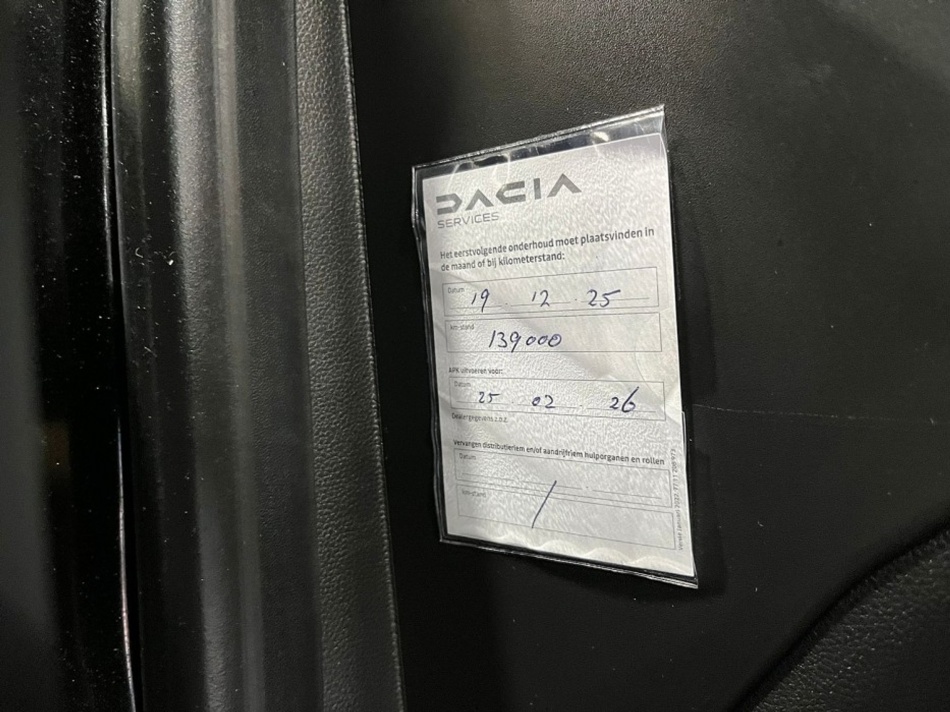 DACIA
SERVICES
Het eerstvolgende onderhoud moet plaatsvinden in
de maand of bij kilometerstand:
Datum
19 12 25
km-stand
139000
APK uitvoeren vóór:
Datum
25 02 26
Dealergegevens z.o.z.
Vervangen distributieriem en/of aandrijfriem hulporganen en rollen
Datum
km-stand
/